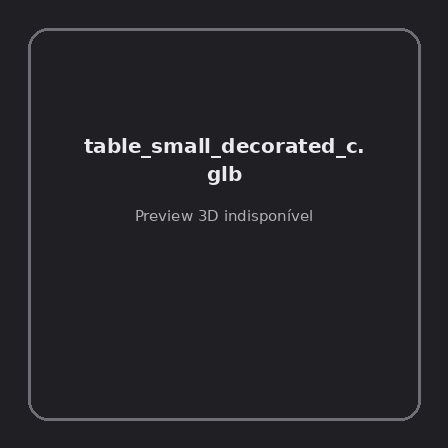 table_small_decorated_c.
glb
Preview 3D indisponível